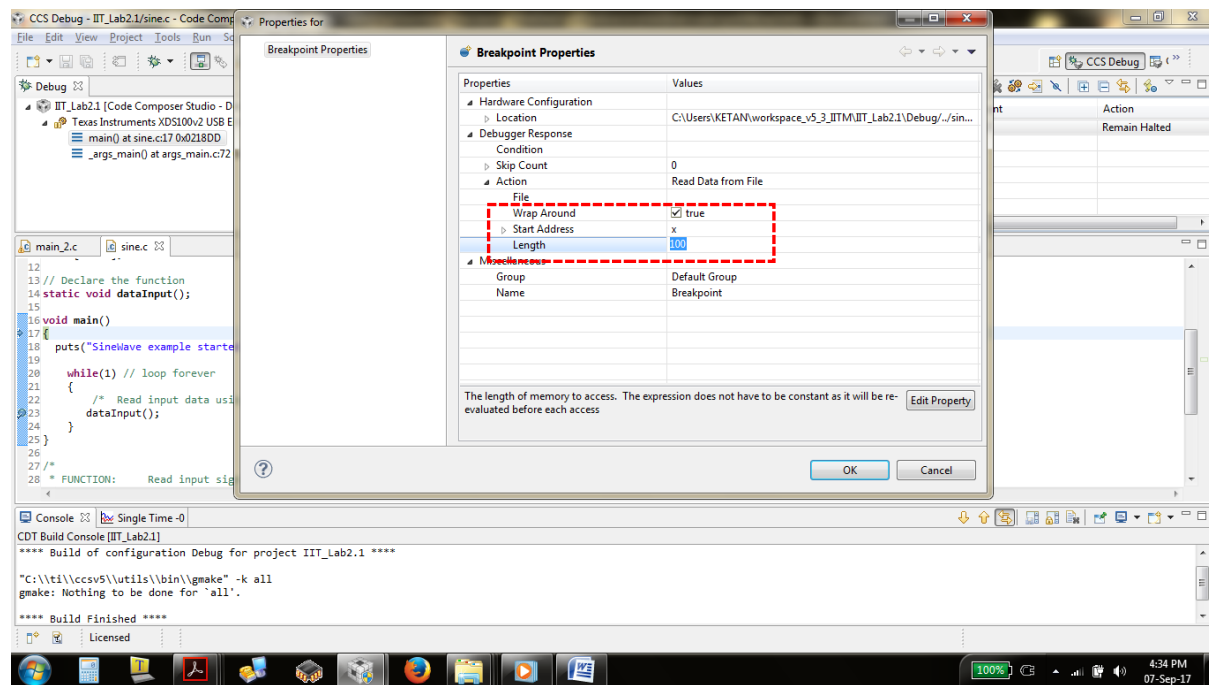 CCS Debug - IIT_Lab2.1/sine.c - Code Comp
File Edit View Project Tools Run Sc
CCS Debug
Debug
IIT_Lab2.1 [Code Composer Studio - D
Texas Instruments XDS100v2 USB E
main() at sine.c:17 0x0218DD
_args_main() at args_main.c:72
nt Action
Remain Halted
Properties for
Breakpoint Properties
Breakpoint Properties
Properties Values
Hardware Configuration
Location C:\Users\KETAN\workspace_v5_3_IITM\IIT_Lab2.1\Debug/../sin...
Debugger Response
Condition
Skip Count 0
Action Read Data from File
File
Wrap Around true
Start Address x
Length 100
Miscellaneous
Group Default Group
Name Breakpoint
The length of memory to access. The expression does not have to be constant as it will be re-
evaluated before each access
Edit Property
OK Cancel
main_2.c sine.c
12
13 // Declare the function
14 static void dataInput();
15
16 void main()
17 {
18 puts("SineWave example starte
19
20 while(1) // loop forever
21 {
22 /* Read input data usi
23 dataInput();
24 }
25 }
26
27 /*
28 * FUNCTION: Read input sig
Console Single Time -0
CDT Build Console [IIT_Lab2.1]
**** Build of configuration Debug for project IIT_Lab2.1 ****
"C:\\ti\\ccsv5\\utils\\bin\\gmake" -k all
gmake: Nothing to be done for `all'.
**** Build Finished ****
Licensed
100%
4:34 PM
07-Sep-17